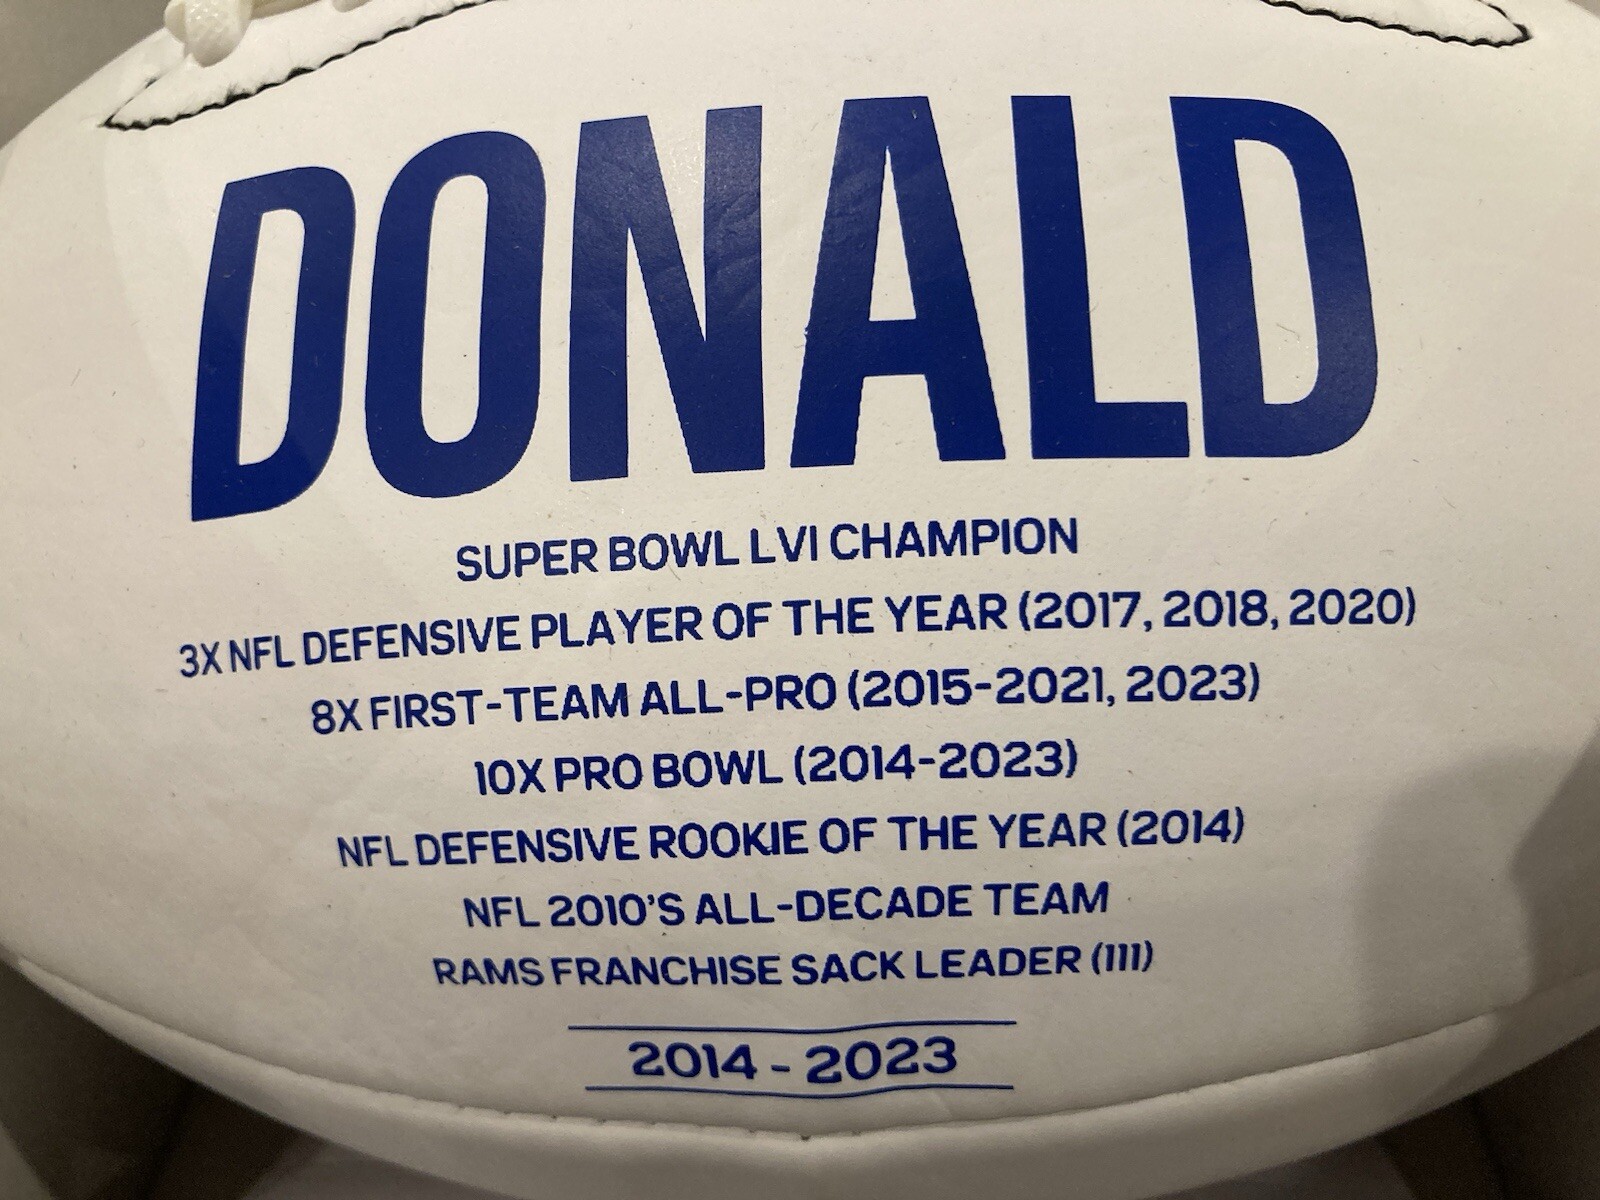 DONALD
SUPER BOWL LVI CHAMPION
3X NFL DEFENSIVE PLAYER OF THE YEAR (2017, 2018, 2020)
8X FIRST-TEAM ALL-PRO (2015-2021, 2023)
10X PRO BOWL (2014-2023)
NFL DEFENSIVE ROOKIE OF THE YEAR (2014)
NFL 2010'S ALL-DECADE TEAM
RAMS FRANCHISE SACK LEADER (111)
2014 - 2023